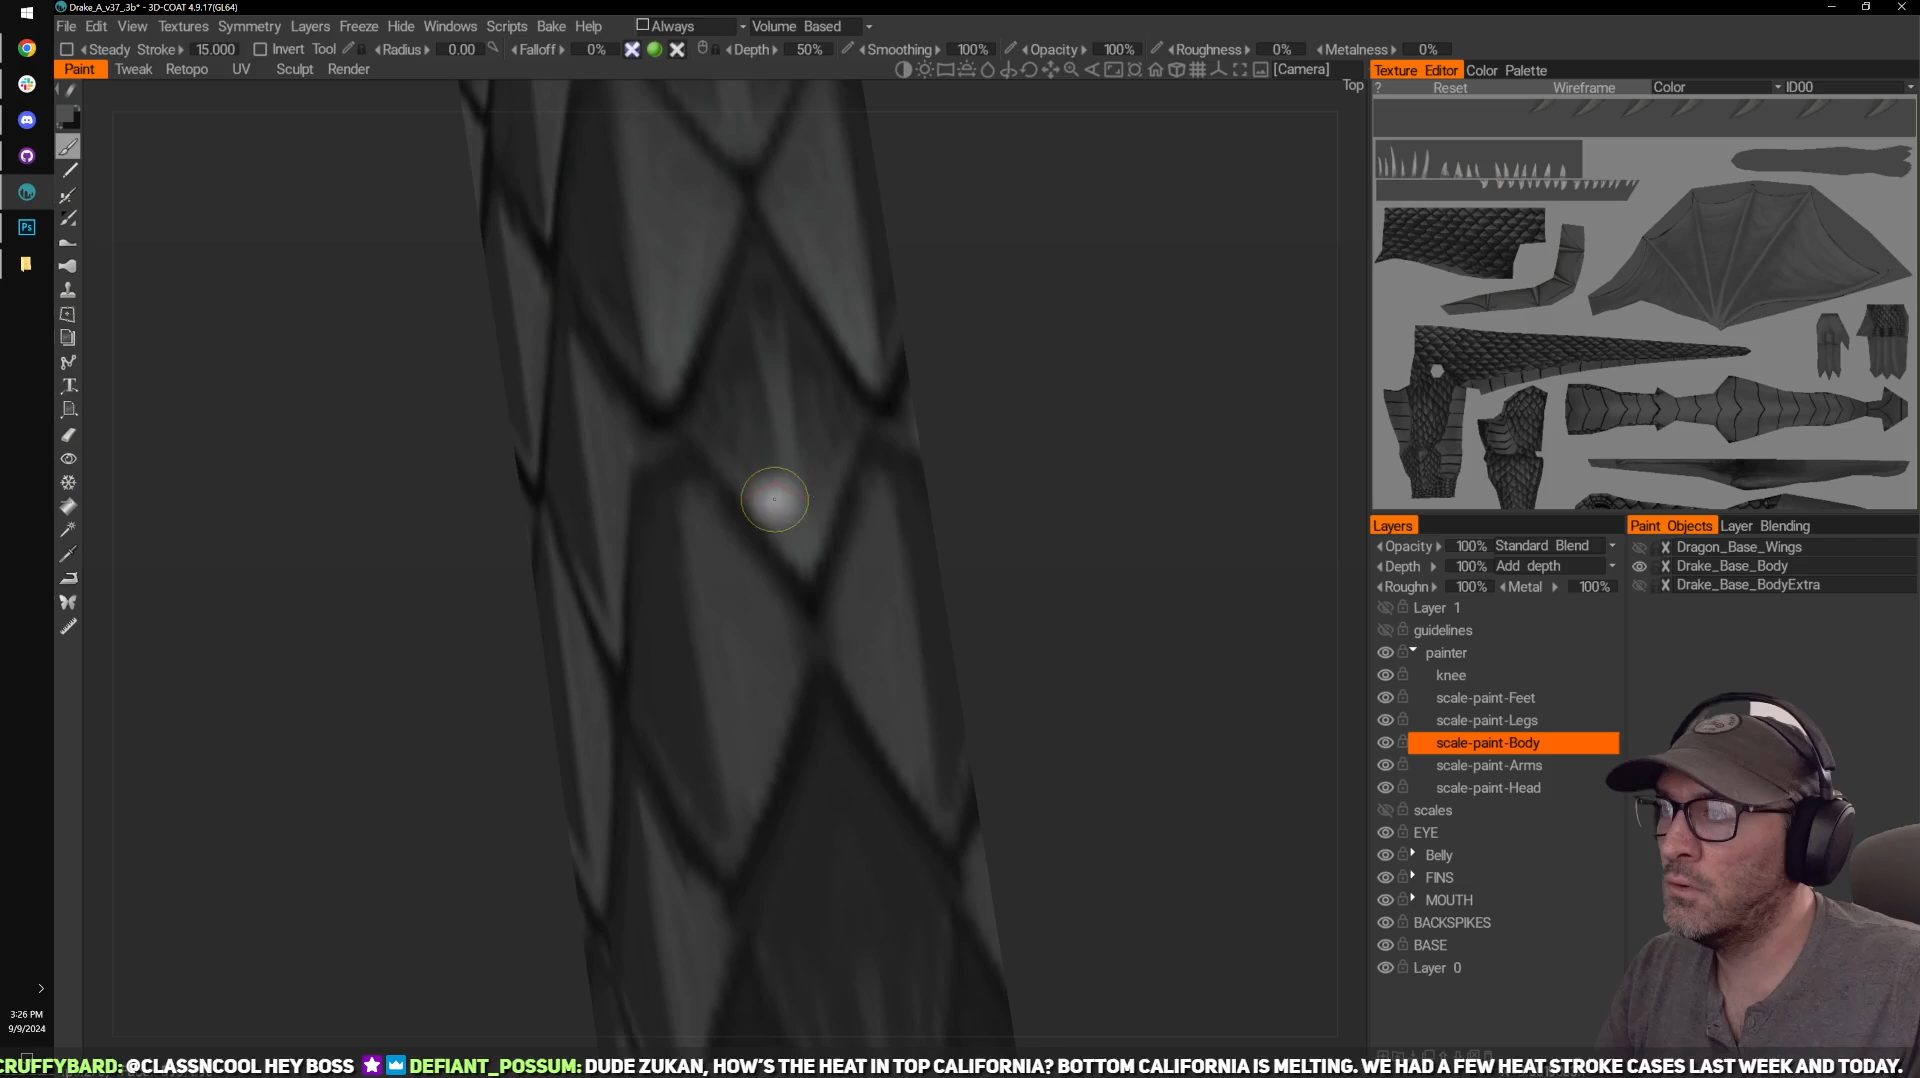 Drake_A_v37_.3b* - 3D-COAT 4.9.17(GL64)
File Edit View Textures Symmetry Layers Freeze Hide Windows Scripts Bake Help Always Volume Based
Steady Stroke 15.000 Invert Tool Radius 0.00 Falloff 0% Depth 50% Smoothing 100% Opacity 100% Roughness 0% Metalness 0%
Paint Tweak Retopo UV Sculpt Render [Camera]
Top
Texture Editor Color Palette
? Reset Wireframe Color ID00
Layers
Opacity 100% Standard Blend
Depth 100% Add depth
Roughn 100% Metal 100%
Layer 1
guidelines
painter
knee
scale-paint-Feet
scale-paint-Legs
scale-paint-Body
scale-paint-Arms
scale-paint-Head
scales
EYE
Belly
FINS
MOUTH
BACKSPIKES
BASE
Layer 0
Paint Objects Layer Blending
Dragon_Base_Wings
Drake_Base_Body
Drake_Base_BodyExtra
Ps
3:26 PM
9/9/2024
CRUFFYBARD: @CLASSNCOOL HEY BOSS DEFIANT_POSSUM: DUDE ZUKAN, HOW'S THE HEAT IN TOP CALIFORNIA? BOTTOM CALIFORNIA IS MELTING. WE HAD A FEW HEAT STROKE CASES LAST WEEK AND TODAY.